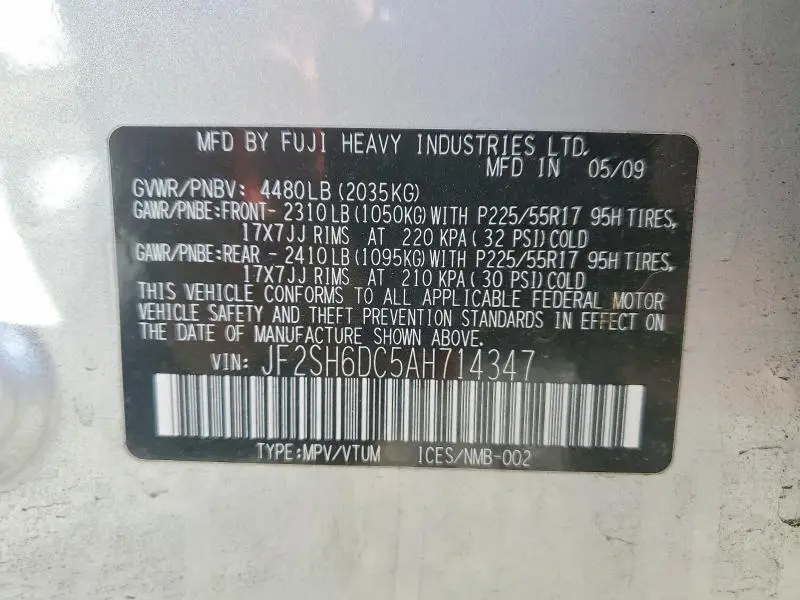 MFD BY FUJI HEAVY INDUSTRIES LTD.
MFD IN 05/09
GVWR/PNBV: 4480LB (2035KG)
GAWR/PNBE:FRONT- 2310LB (1050KG) WITH P225/55R17 95H TIRES,
17X7JJ RIMS AT 220 KPA ( 32 PSI) COLD
GAWR/PNBE:REAR - 2410LB (1095KG) WITH P225/55R17 95H TIRES,
17X7JJ RIMS AT 210 KPA ( 30 PSI) COLD
THIS VEHICLE CONFORMS TO ALL APPLICABLE FEDERAL MOTOR
VEHICLE SAFETY AND THEFT PREVENTION STANDARDS IN EFFECT ON
THE DATE OF MANUFACTURE SHOWN ABOVE.
VIN: JF2SH6DC5AH714347
TYPE:MPV/VTUM ICES/NMB-002